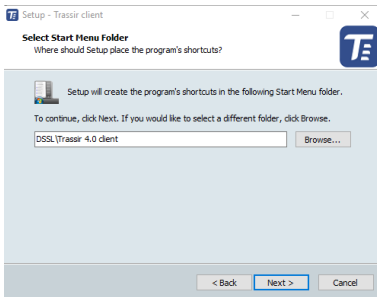 Setup - Trassir client
Select Start Menu Folder
Where should Setup place the program's shortcuts?
Setup will create the program's shortcuts in the following Start Menu folder.
To continue, click Next. If you would like to select a different folder, click Browse.
DSSL\Trassir 4.0 client
Browse...
< Back
Next >
Cancel